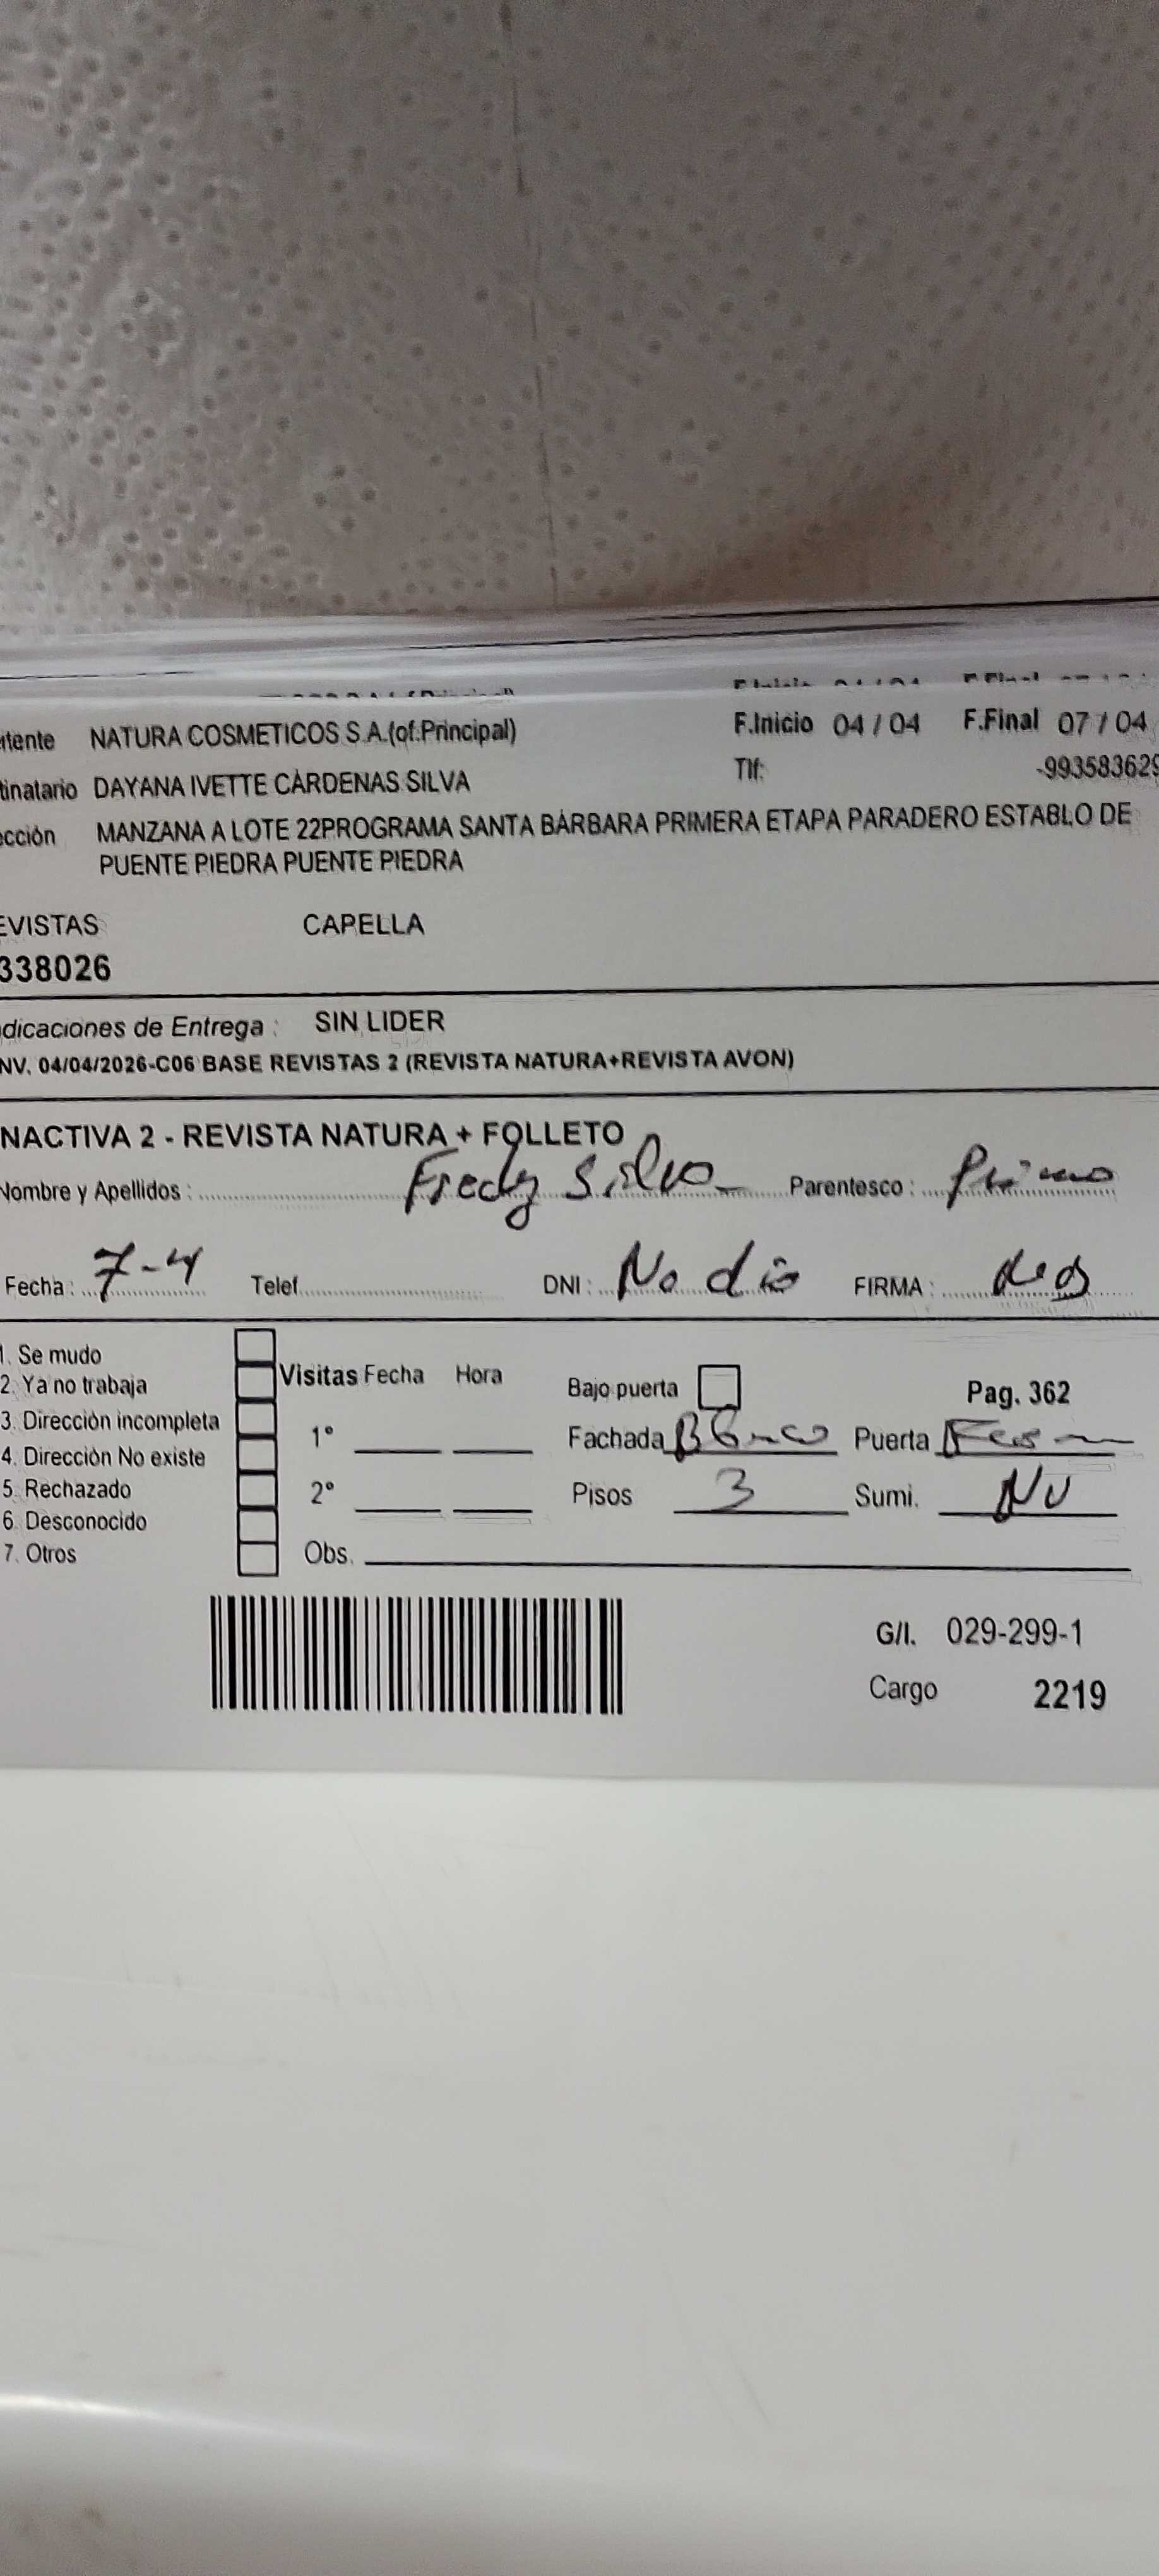 itente NATURA COSMETICOS S.A.(of.Principal) F.Inicio 04 / 04 F.Final 07 / 04
tinatario DAYANA IVETTE CARDENAS SILVA Tlf: -993583629
ección MANZANA A LOTE 22PROGRAMA SANTA BARBARA PRIMERA ETAPA PARADERO ESTABLO DE
PUENTE PIEDRA PUENTE PIEDRA
EVISTAS CAPELLA
338026
dicaciones de Entrega : SIN LIDER
NV. 04/04/2026-C06 BASE REVISTAS 2 (REVISTA NATURA+REVISTA AVON)
NACTIVA 2 - REVISTA NATURA + FOLLETO
Nombre y Apellidos : Fredy Silva Parentesco : Primo
Fecha : 7-4 Telef. DNI : No dio FIRMA :
1. Se mudo
2. Ya no trabaja
3. Dirección incompleta
4. Dirección No existe
5. Rechazado
6. Desconocido
7. Otros
Visitas Fecha Hora
1°
2°
Bajo puerta Pag. 362
Fachada Blanco Puerta
Pisos 3 Sumi. No
Obs.
G/I. 029-299-1
Cargo 2219